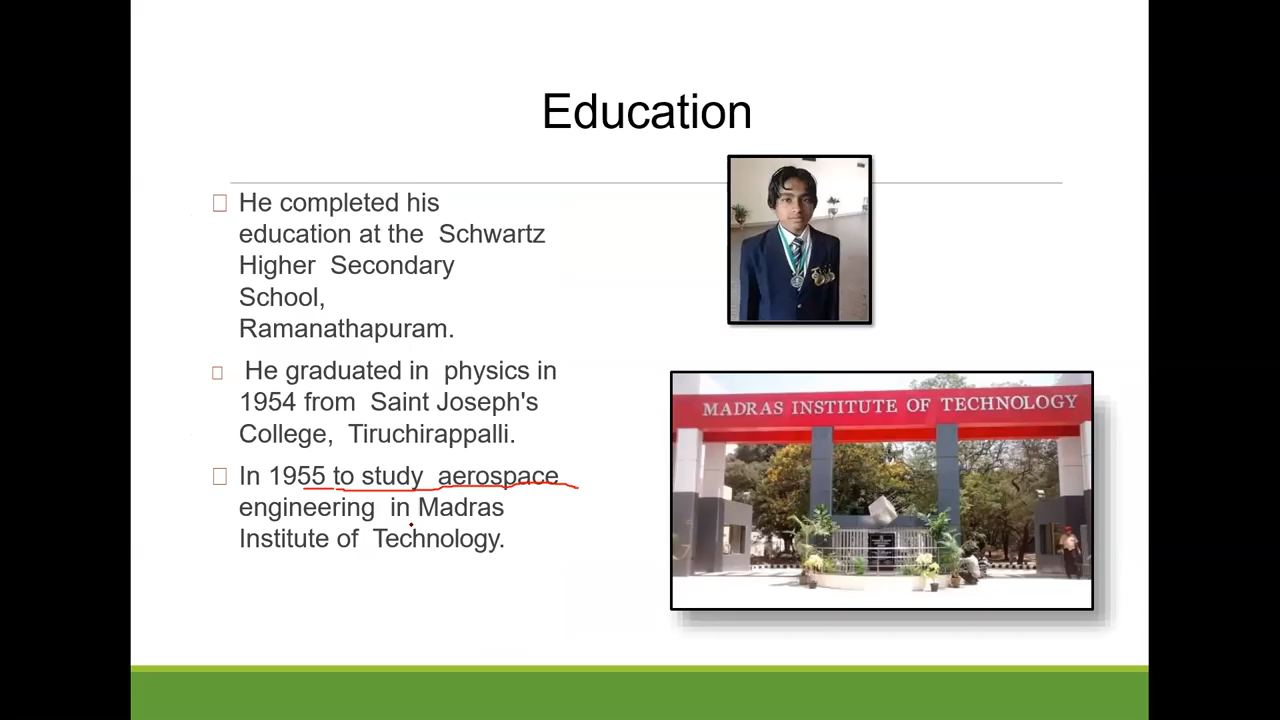 Education
He completed his
education at the Schwartz
Higher Secondary
School,
Ramanathapuram.
He graduated in physics in
1954 from Saint Joseph's
College, Tiruchirappalli.
In 1955 to study aerospace
engineering in Madras
Institute of Technology.
MADRAS INSTITUTE OF TECHNOLOGY